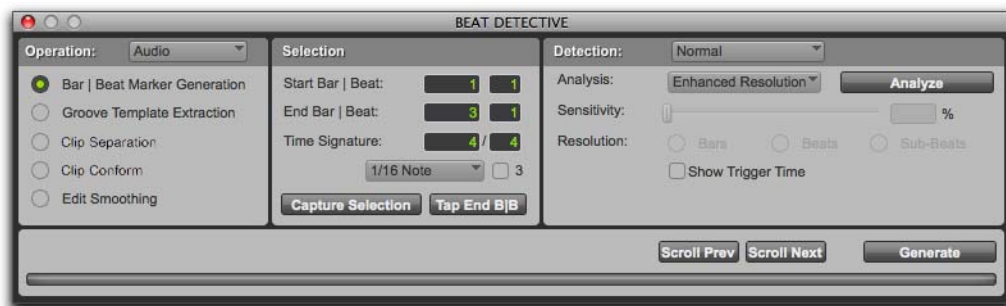 BEAT DETECTIVE
Operation: Audio
Bar | Beat Marker Generation
Groove Template Extraction
Clip Separation
Clip Conform
Edit Smoothing
Selection
Start Bar | Beat: 1 1
End Bar | Beat: 3 1
Time Signature: 4 / 4
1/16 Note 3
Capture Selection Tap End B|B
Detection: Normal
Analysis: Enhanced Resolution Analyze
Sensitivity: %
Resolution: Bars Beats Sub-Beats
Show Trigger Time
Scroll Prev Scroll Next Generate